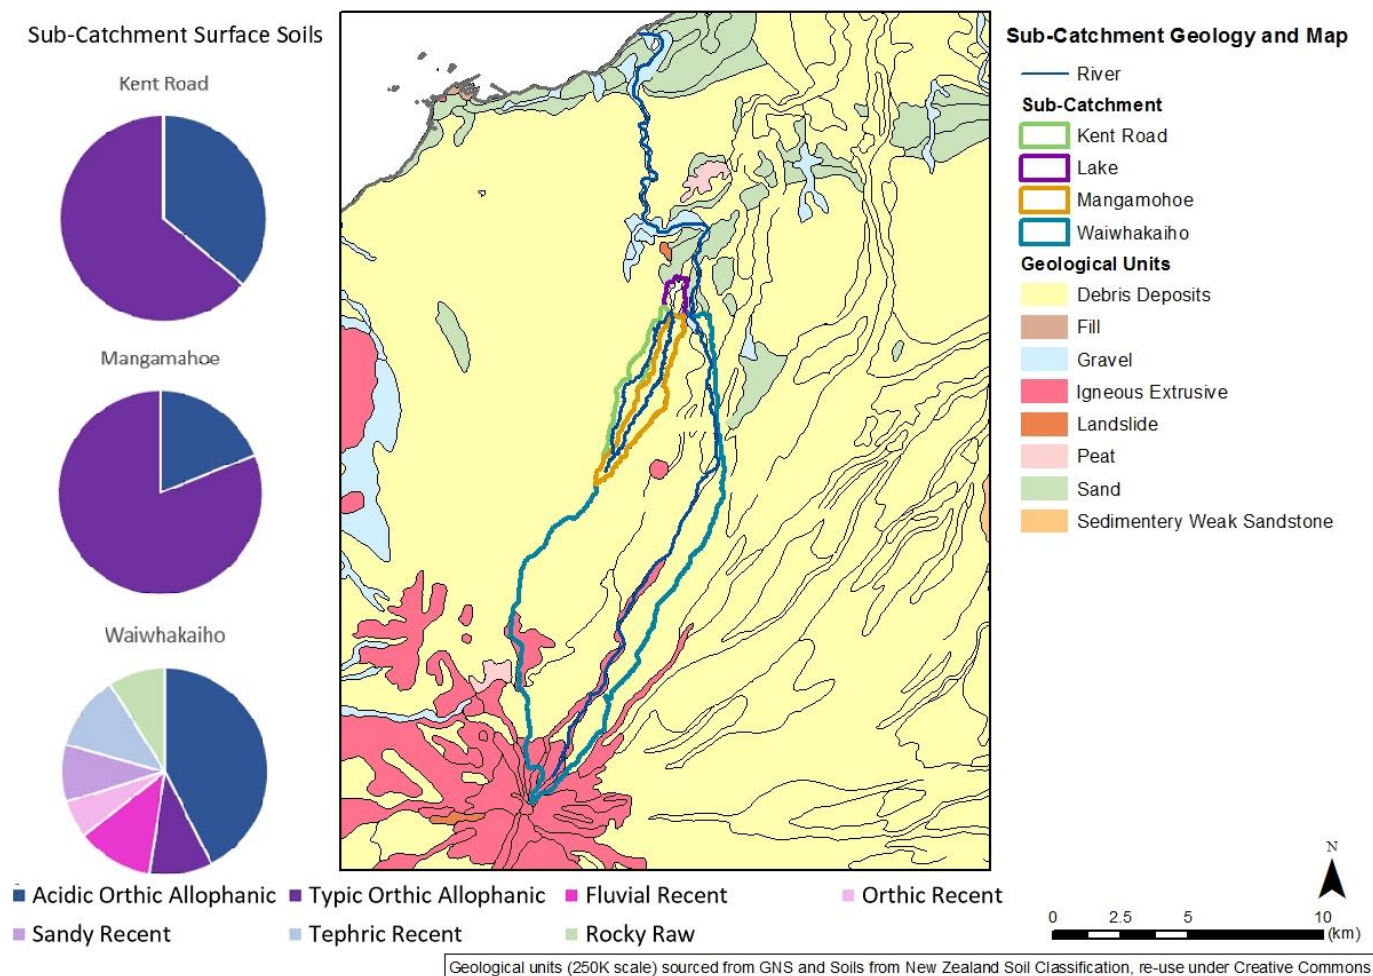 Sub-Catchment Surface Soils
Kent Road
Mangamahoe
Waiwhakaiho
Acidic Orthic Allophanic
Typic Orthic Allophanic
Fluvial Recent
Orthic Recent
Sandy Recent
Tephric Recent
Rocky Raw
Sub-Catchment Geology and Map
River
Sub-Catchment
Kent Road
Lake
Mangamohoe
Waiwhakaiho
Geological Units
Debris Deposits
Fill
Gravel
Igneous Extrusive
Landslide
Peat
Sand
Sedimentery Weak Sandstone
N
0 2.5 5 10
(km)
Geological units (250K scale) sourced from GNS and Soils from New Zealand Soil Classification, re-use under Creative Commons